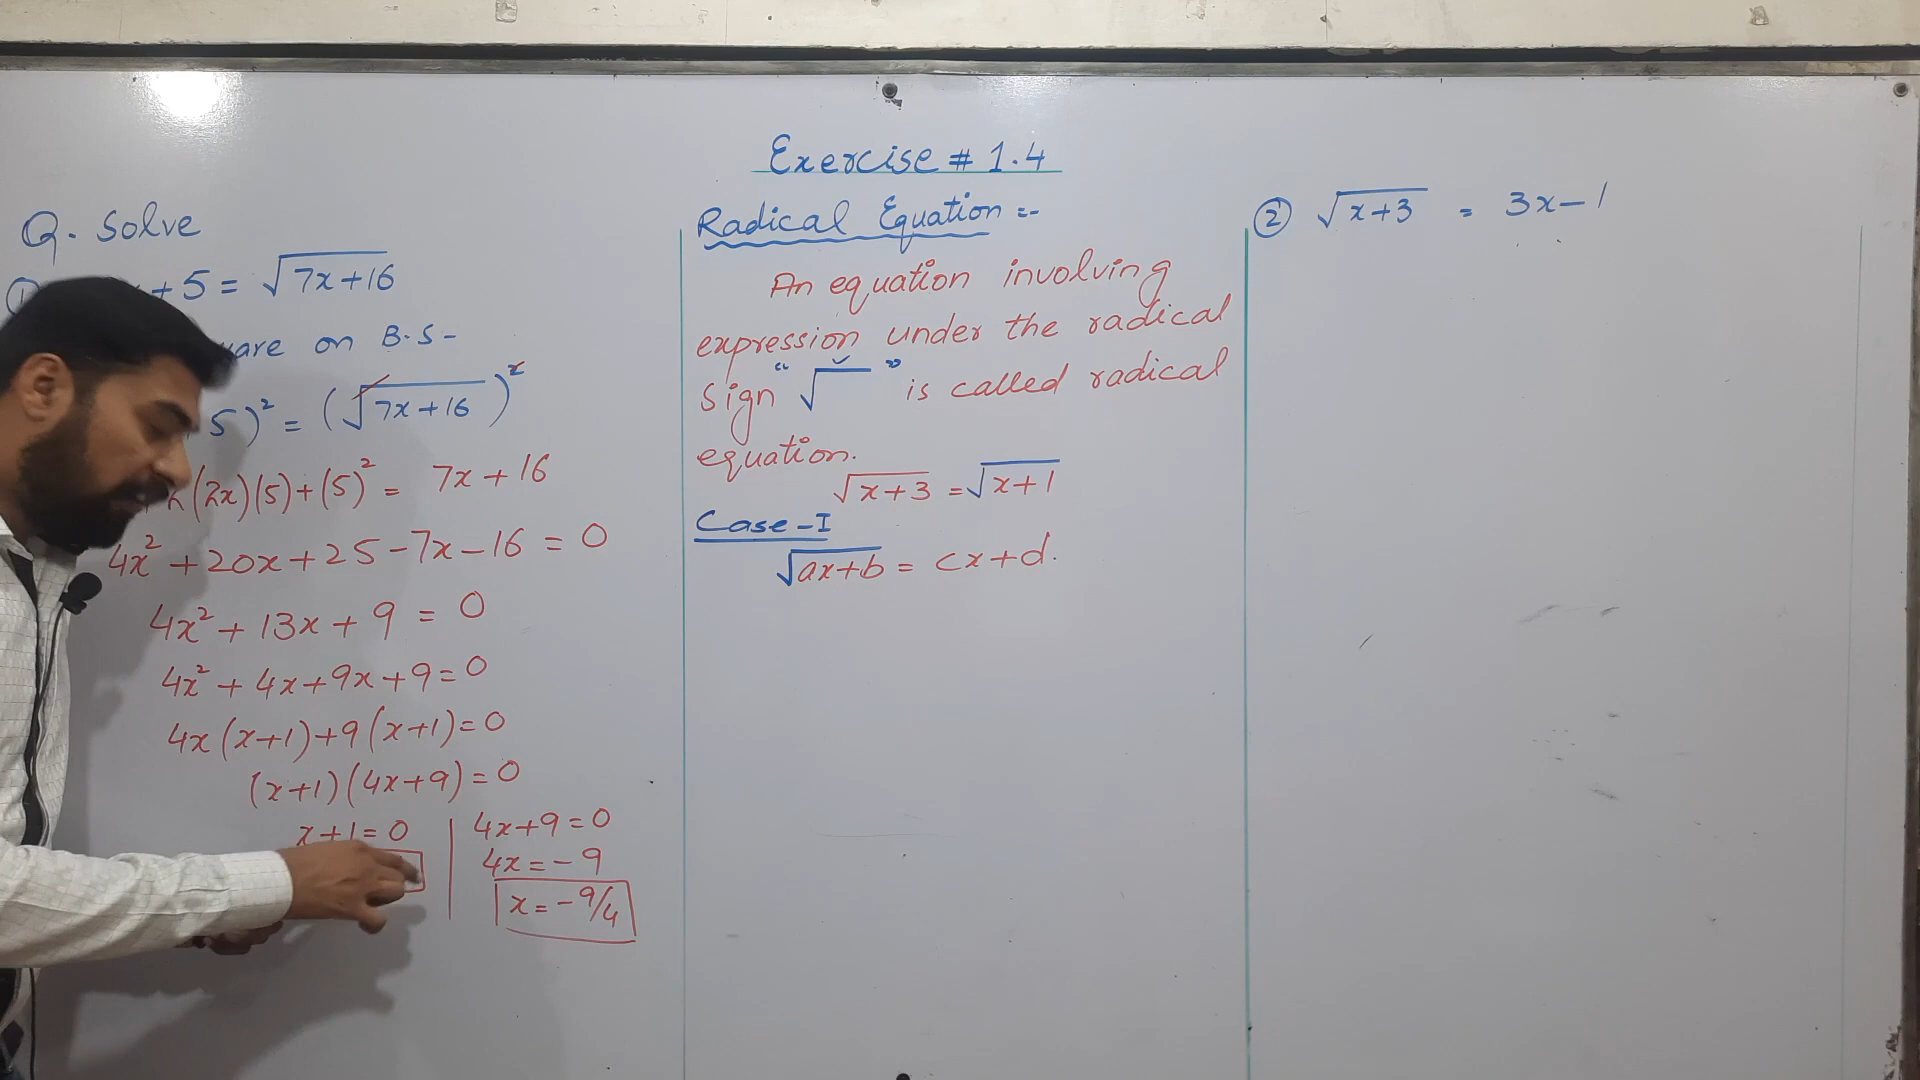 Exercise # 1.4
Q. Solve
+5 = √7x+16
on B.S-
5)² = (√7x+16)²
(2x)(5)+(5)² = 7x+16
4x²+20x+25-7x-16 = 0
4x²+13x+9 = 0
4x²+4x+9x+9=0
4x(x+1)+9(x+1)=0
(x+1)(4x+9)=0
x+1=0
4x+9=0
4x=-9
x=-9/4
Radical Equation :-
An equation involving
expression under the radical
Sign "√" is called radical
equation.
√x+3 = √x+1
Case-I
√ax+b = cx+d.
② √x+3 = 3x-1